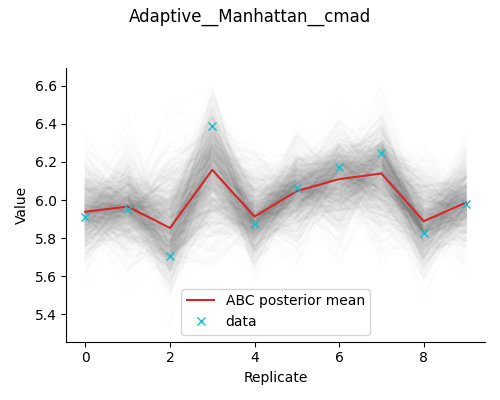 Adaptive__Manhattan__cmad
6.6
6.4
6.2
6.0
5.8
5.6
5.4
Value
ABC posterior mean
data
0
2
4
6
8
Replicate